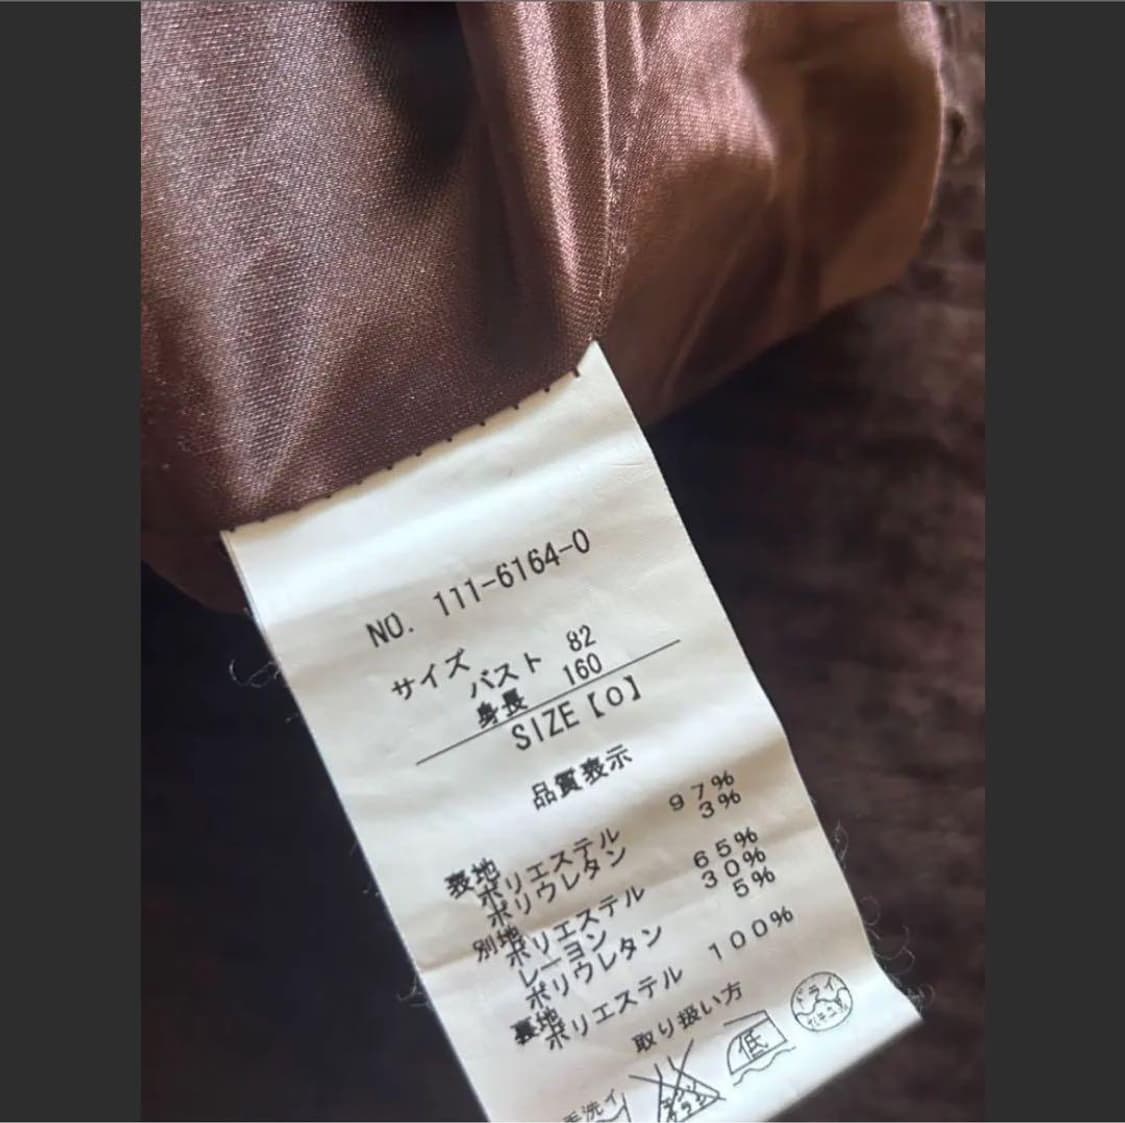 NO. 111-6164-0
サイズ
バスト 82
身長 160
SIZE【0】
品質表示
表地
ポリエステル 97%
ポリウレタン 3%
別地
ポリエステル 65%
レーヨン 30%
ポリウレタン 5%
裏地
ポリエステル 100%
取り扱い方
手洗イ
低
ドライ